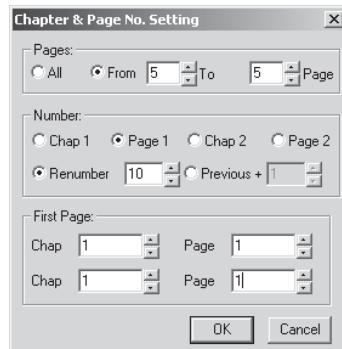 Chapter & Page No. Setting
Pages:
All From 5 To 5 Page
Number:
Chap 1 Page 1 Chap 2 Page 2
Renumber 10 Previous + 1
First Page:
Chap 1 Page 1
Chap 1 Page 1
OK Cancel